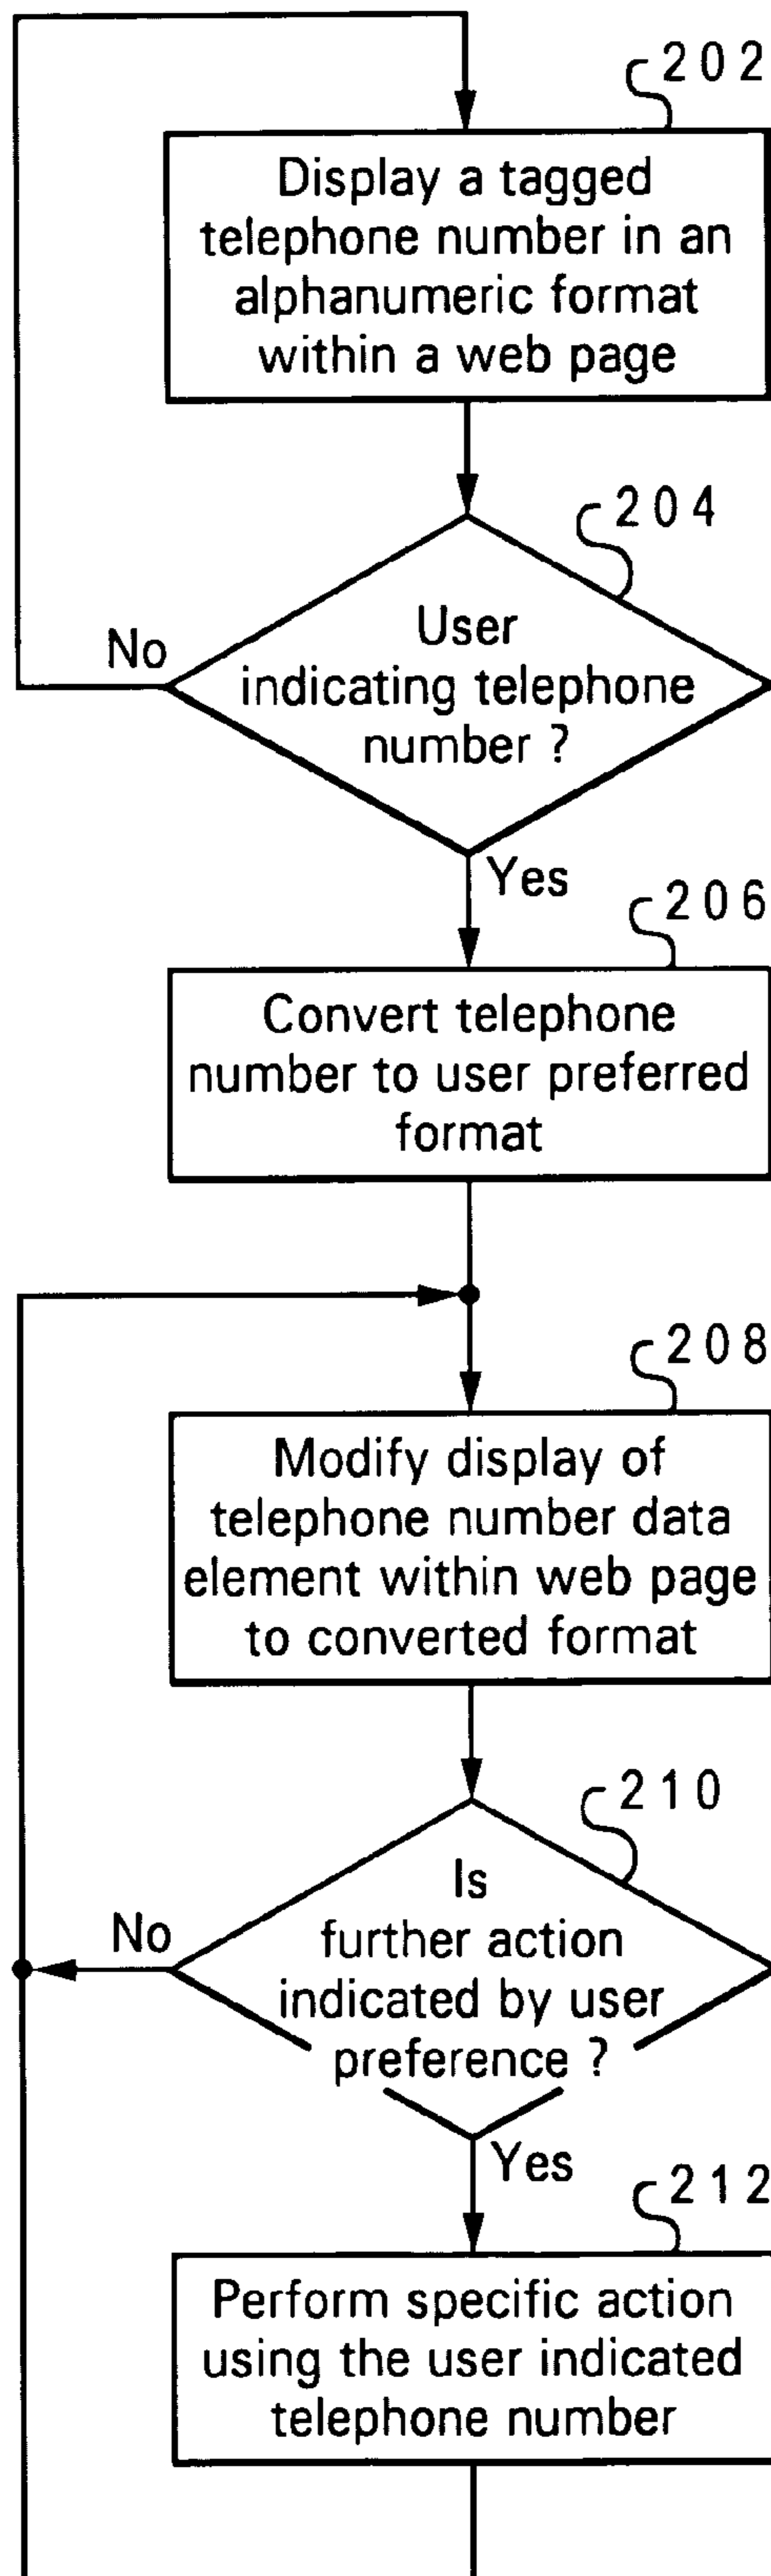 202
Display a tagged
telephone number in an
alphanumeric format
within a web page
204
User
indicating telephone
number ?
No
Yes
206
Convert telephone
number to user preferred
format
208
Modify display of
telephone number data
element within web page
to converted format
210
Is
further action
indicated by user
preference ?
No
Yes
212
Perform specific action
using the user indicated
telephone number